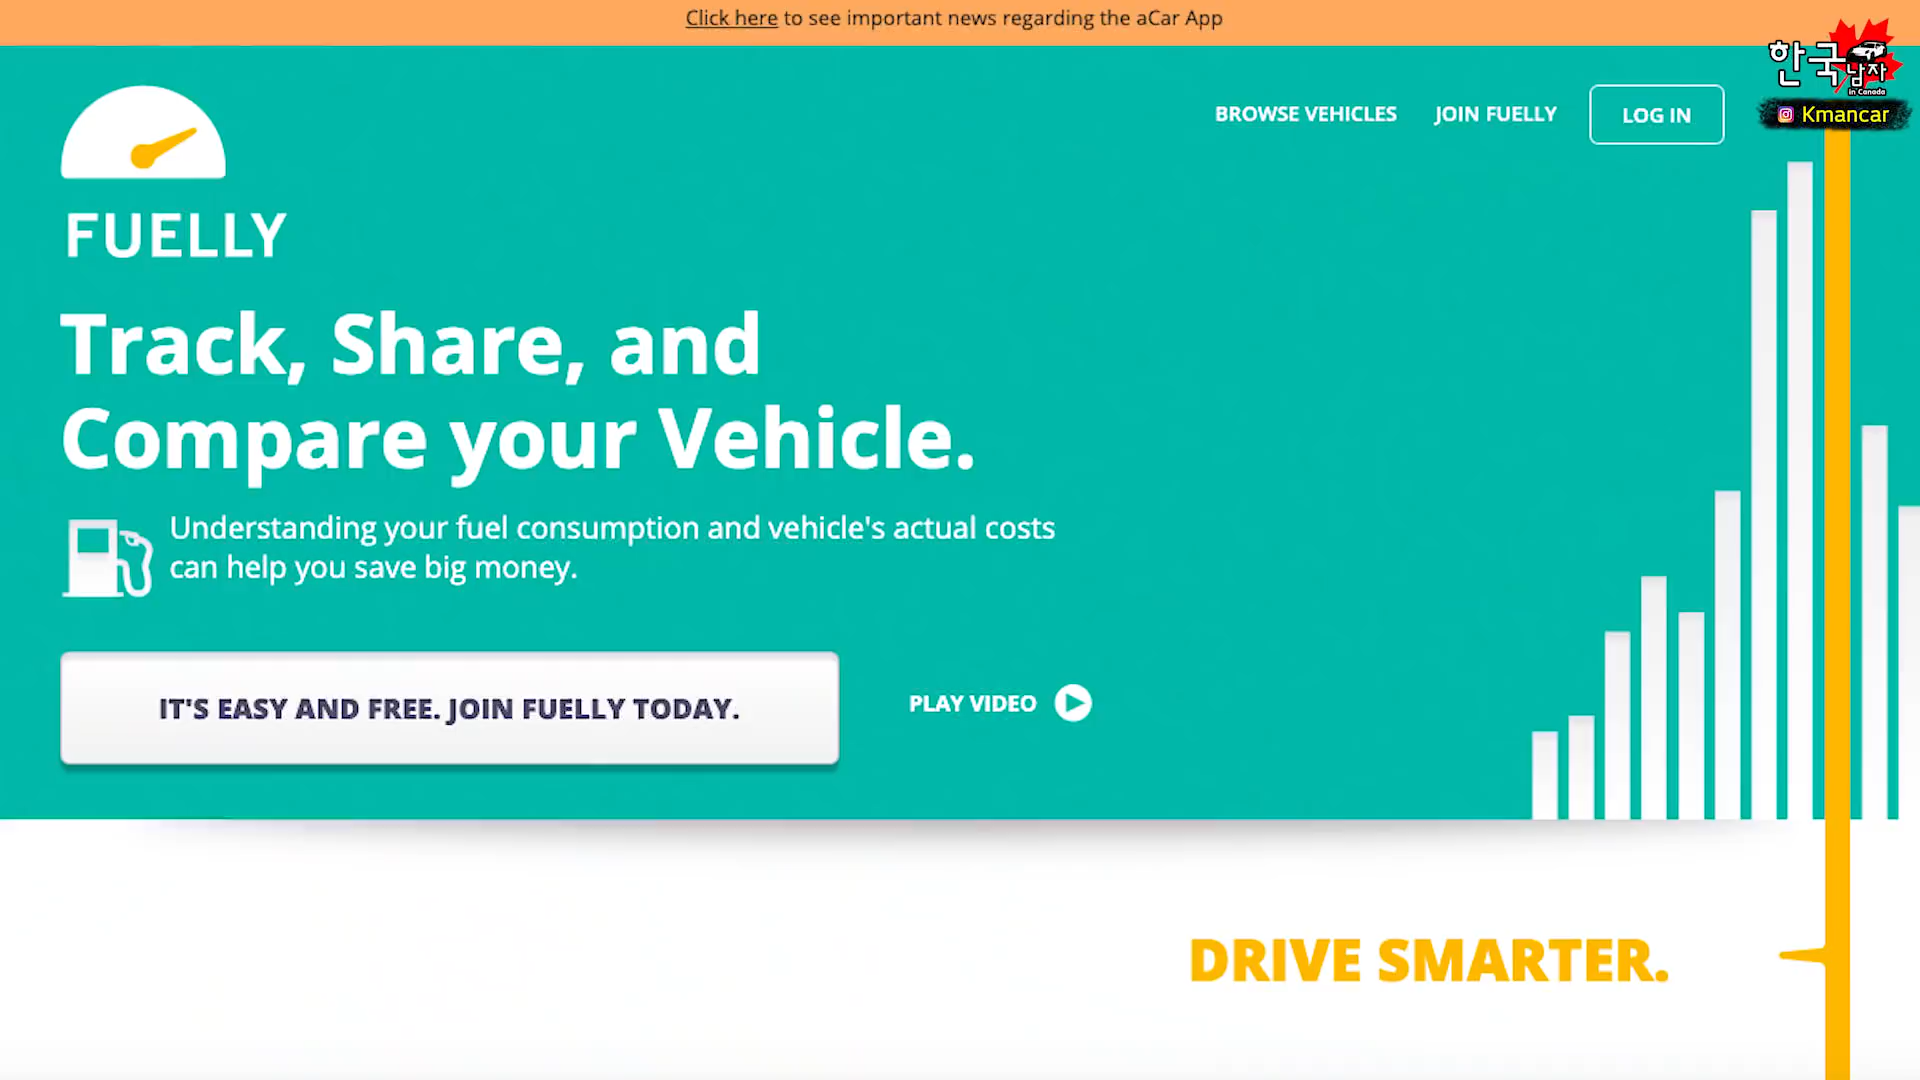 Click here to see important news regarding the aCar App
한국남자
in Canada
Kmancar
BROWSE VEHICLES
JOIN FUELLY
LOG IN
FUELLY
Track, Share, and
Compare your Vehicle.
Understanding your fuel consumption and vehicle's actual costs
can help you save big money.
IT'S EASY AND FREE. JOIN FUELLY TODAY.
PLAY VIDEO
DRIVE SMARTER.